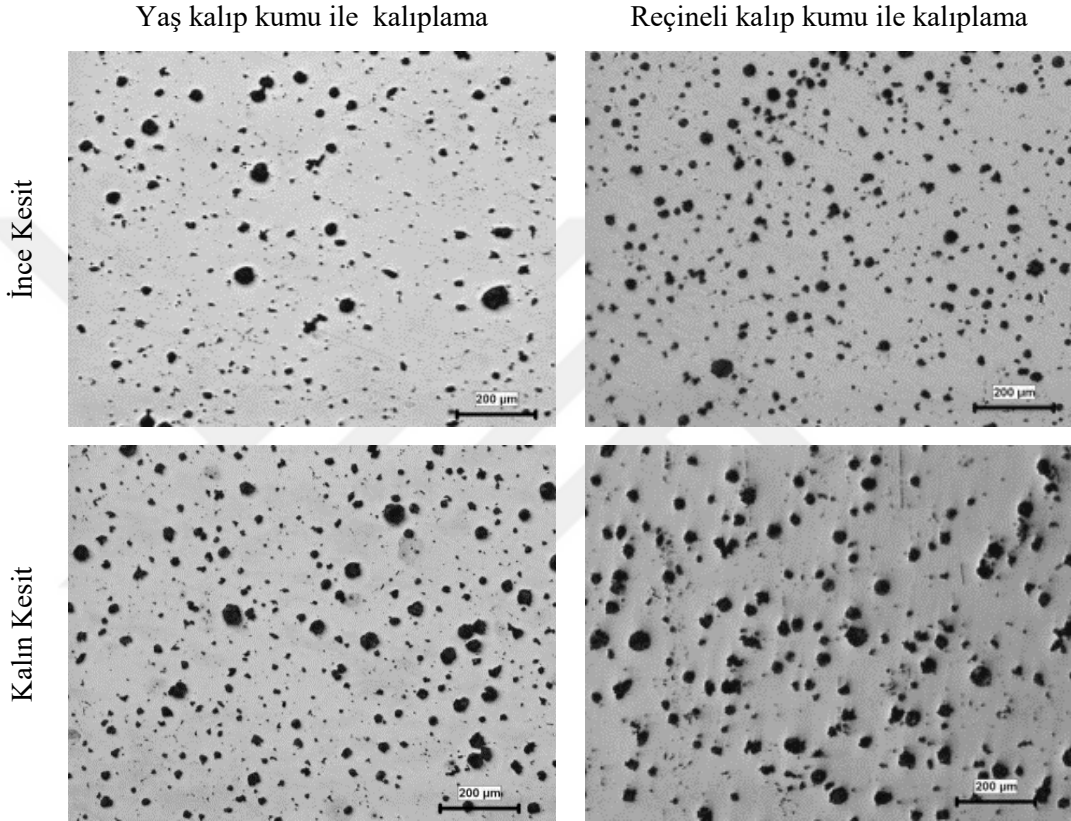 Yaş kalıp kumu ile kalıplama
Reçineli kalıp kumu ile kalıplama
İnce Kesit
200 µm
200 µm
Kalın Kesit
200 µm
200 µm